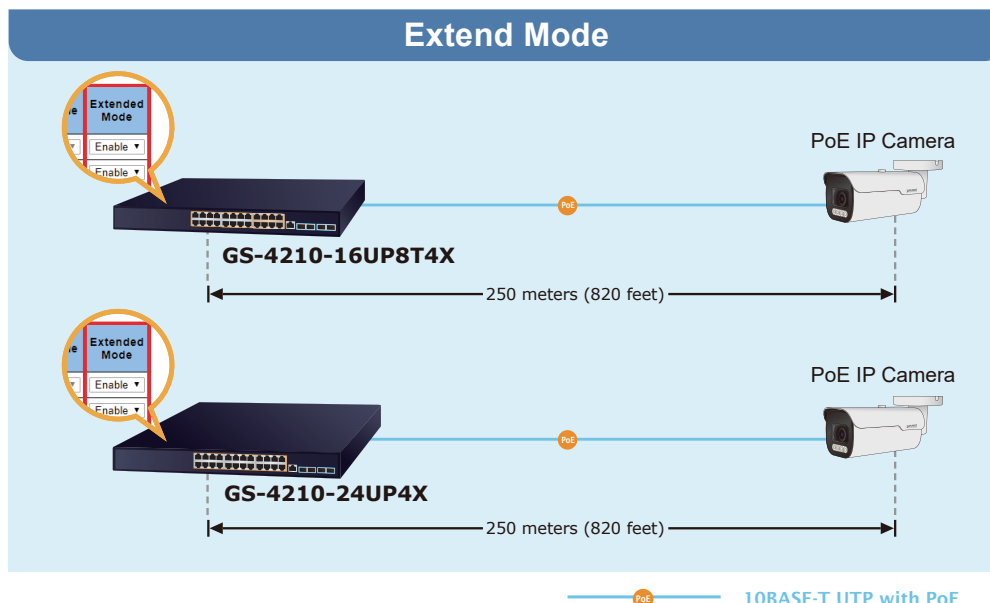 Extend Mode
Extended
Mode
Enable
Enable
PoE IP Camera
PoE
GS-4210-16UP8T4X
250 meters (820 feet)
Extended
Mode
Enable
Enable
PoE IP Camera
PoE
GS-4210-24UP4X
250 meters (820 feet)
PoE
10BASE-T UTP with PoE